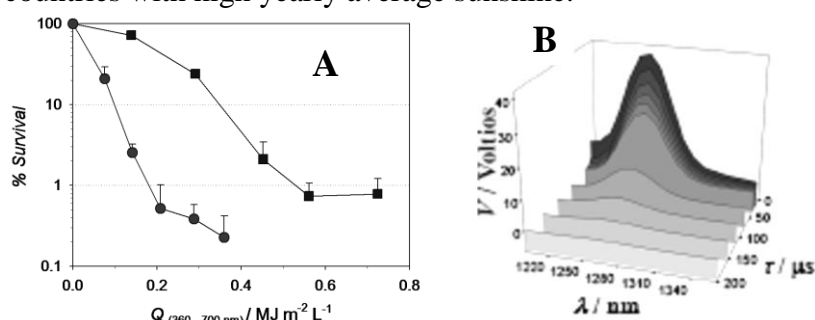 countries with high yearly average sunshine.
A
B
% Survival
100
10
1
0.1
0.0 0.2 0.4 0.6 0.8
Q (360 - 700 nm) / MJ m-2 L-1
V / Voltios
40
30
20
10
0
1220 1250 1280 1310 1340
λ / nm
0
50
100
150
200
τ / μs